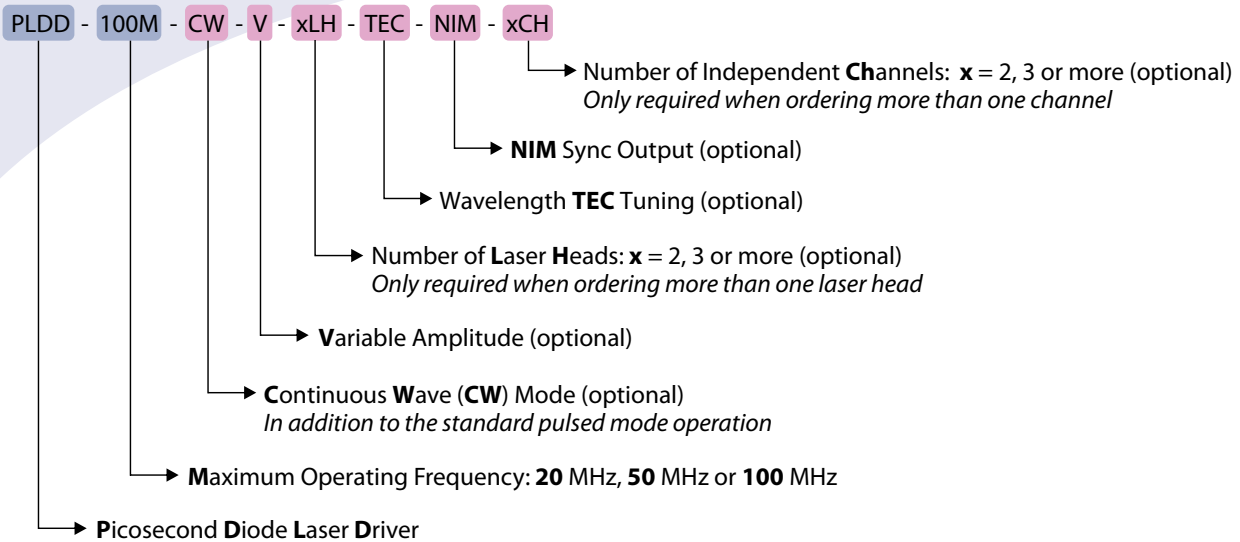 PLDD - 100M - CW - V - xLH - TEC - NIM - xCH
Number of Independent Channels: x = 2, 3 or more (optional)
Only required when ordering more than one channel
NIM Sync Output (optional)
Wavelength TEC Tuning (optional)
Number of Laser Heads: x = 2, 3 or more (optional)
Only required when ordering more than one laser head
Variable Amplitude (optional)
Continuous Wave (CW) Mode (optional)
In addition to the standard pulsed mode operation
Maximum Operating Frequency: 20 MHz, 50 MHz or 100 MHz
Picosecond Diode Laser Driver